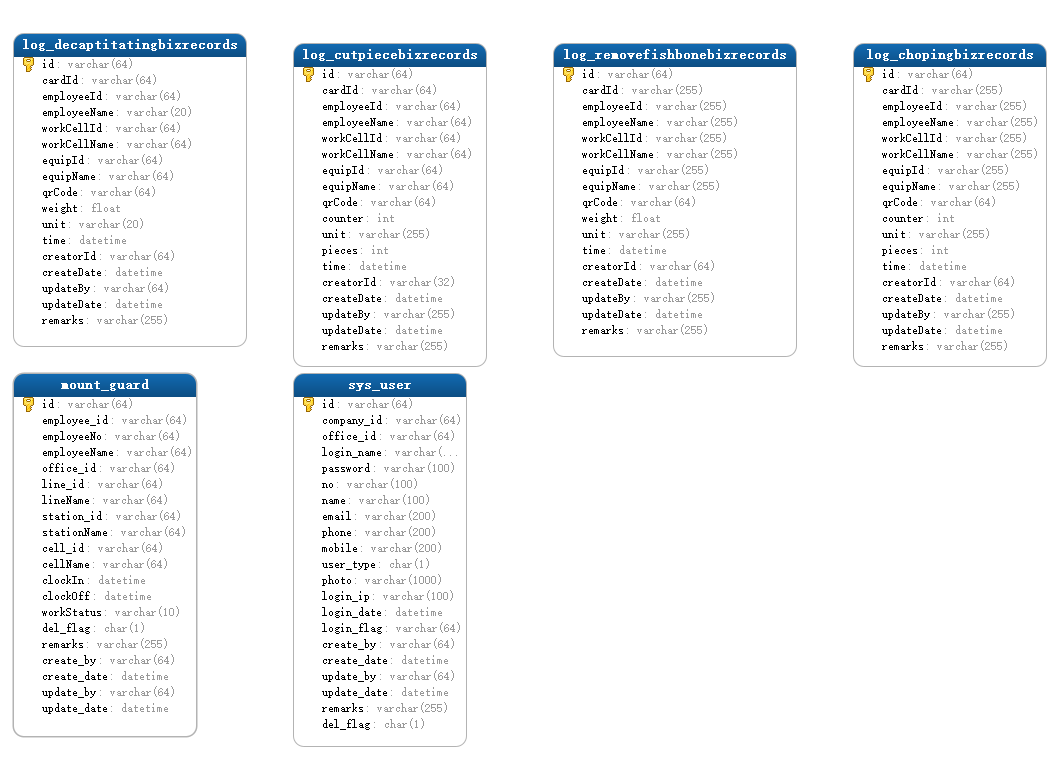 log_decaptitatingbizrecords
id: varchar(64)
cardId: varchar(64)
employeeId: varchar(64)
employeeName: varchar(20)
workCellId: varchar(64)
workCellName: varchar(64)
equipId: varchar(64)
equipName: varchar(64)
qrCode: varchar(64)
weight: float
unit: varchar(20)
time: datetime
creatorId: varchar(64)
createDate: datetime
updateBy: varchar(64)
updateDate: datetime
remarks: varchar(255)
log_cutpiecebizrecords
id: varchar(64)
cardId: varchar(64)
employeeId: varchar(64)
employeeName: varchar(64)
workCellId: varchar(64)
workCellName: varchar(64)
equipId: varchar(64)
equipName: varchar(64)
qrCode: varchar(64)
counter: int
unit: varchar(255)
pieces: int
time: datetime
creatorId: varchar(32)
createDate: datetime
updateBy: varchar(255)
updateDate: datetime
remarks: varchar(255)
log_removefishbonebizrecords
id: varchar(64)
cardId: varchar(255)
employeeId: varchar(255)
employeeName: varchar(255)
workCellId: varchar(255)
workCellName: varchar(255)
equipId: varchar(255)
equipName: varchar(255)
qrCode: varchar(64)
weight: float
unit: varchar(255)
time: datetime
creatorId: varchar(64)
createDate: datetime
updateBy: varchar(255)
updateDate: datetime
remarks: varchar(255)
log_chopingbizrecords
id: varchar(64)
cardId: varchar(255)
employeeId: varchar(255)
employeeName: varchar(255)
workCellId: varchar(255)
workCellName: varchar(255)
equipId: varchar(255)
equipName: varchar(255)
qrCode: varchar(64)
counter: int
unit: varchar(255)
pieces: int
time: datetime
creatorId: varchar(64)
createDate: datetime
updateBy: varchar(255)
updateDate: datetime
remarks: varchar(255)
mount_guard
id: varchar(64)
employee_id: varchar(64)
employeeNo: varchar(64)
employeeName: varchar(64)
office_id: varchar(64)
line_id: varchar(64)
lineName: varchar(64)
station_id: varchar(64)
stationName: varchar(64)
cell_id: varchar(64)
cellName: varchar(64)
clockIn: datetime
clockOff: datetime
workStatus: varchar(10)
del_flag: char(1)
remarks: varchar(255)
create_by: varchar(64)
create_date: datetime
update_by: varchar(64)
update_date: datetime
sys_user
id: varchar(64)
company_id: varchar(64)
office_id: varchar(64)
login_name: varchar(...
password: varchar(100)
no: varchar(100)
name: varchar(100)
email: varchar(200)
phone: varchar(200)
mobile: varchar(200)
user_type: char(1)
photo: varchar(1000)
login_ip: varchar(100)
login_date: datetime
login_flag: varchar(64)
create_by: varchar(64)
create_date: datetime
update_by: varchar(64)
update_date: datetime
remarks: varchar(255)
del_flag: char(1)